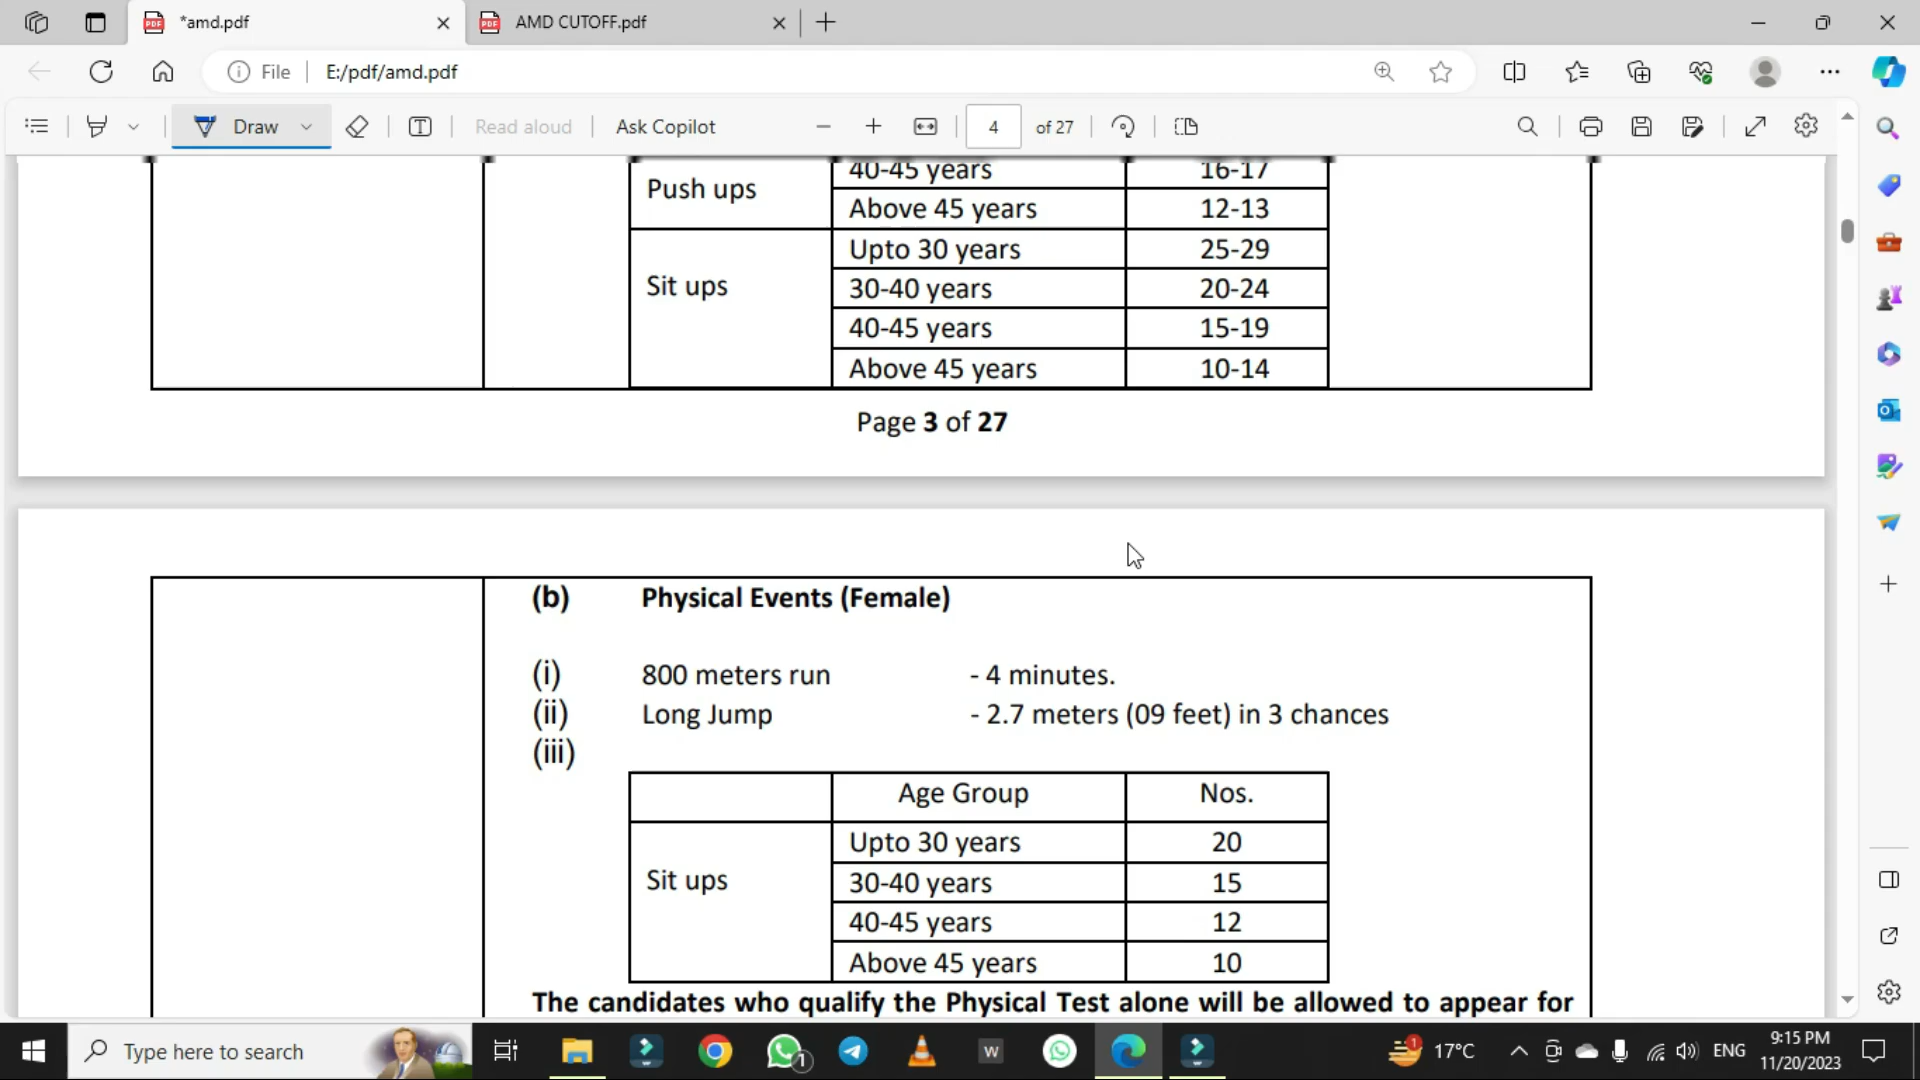 *amd.pdf
AMD CUTOFF.pdf
File
E:/pdf/amd.pdf
Draw
Read aloud
Ask Copilot
4
of 27
40-45 years 16-17
Push ups
Above 45 years 12-13
Upto 30 years 25-29
Sit ups
30-40 years 20-24
40-45 years 15-19
Above 45 years 10-14
Page 3 of 27
(b) Physical Events (Female)
(i) 800 meters run - 4 minutes.
(ii) Long Jump - 2.7 meters (09 feet) in 3 chances
(iii)
Age Group Nos.
Upto 30 years 20
Sit ups
30-40 years 15
40-45 years 12
Above 45 years 10
The candidates who qualify the Physical Test alone will be allowed to appear for
Type here to search
1
W
1
17°C
ENG
9:15 PM
11/20/2023